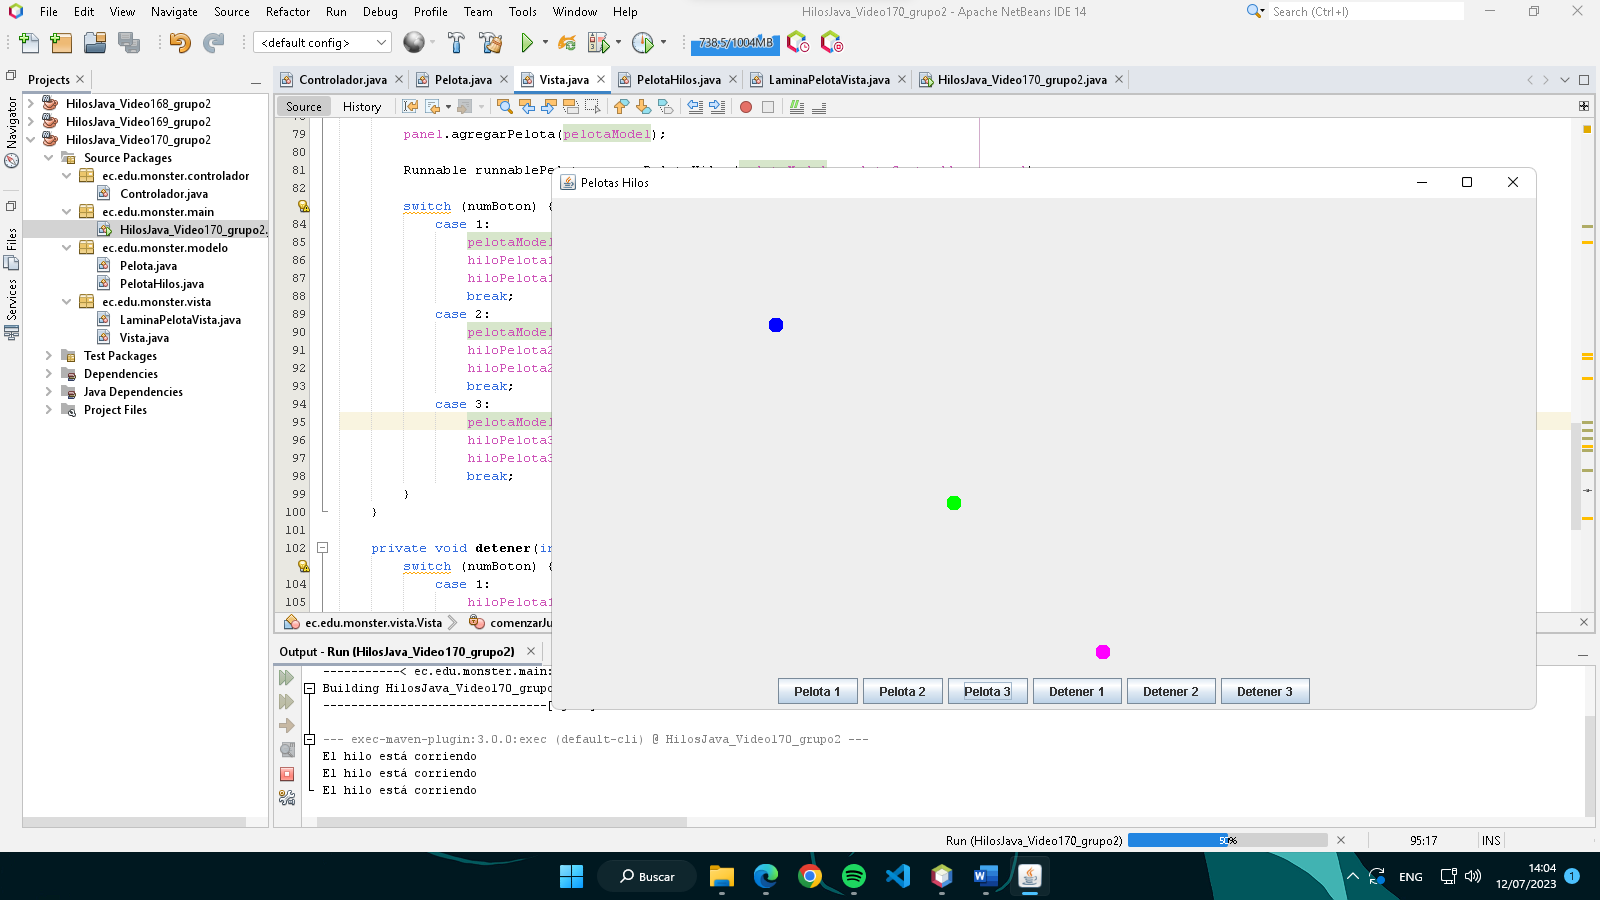 File Edit View Navigate Source Refactor Run Debug Profile Team Tools Window Help
HilosJava_Video170_grupo2 - Apache NetBeans IDE 14
Search (Ctrl+I)
<default config>
738,5/1004MB
Projects
Controlador.java
Pelota.java
Vista.java
PelotaHilos.java
LaminaPelotaVista.java
HilosJava_Video170_grupo2.java
Navigator
Files
Services
HilosJava_Video168_grupo2
HilosJava_Video169_grupo2
HilosJava_Video170_grupo2
Source Packages
ec.edu.monster.controlador
Controlador.java
ec.edu.monster.main
HilosJava_Video170_grupo2.
ec.edu.monster.modelo
Pelota.java
PelotaHilos.java
ec.edu.monster.vista
LaminaPelotaVista.java
Vista.java
Test Packages
Dependencies
Java Dependencies
Project Files
Source History
79 panel.agregarPelota(pelotaModel);
80
81 Runnable runnablePel
82
switch (numBoton) {
84 case 1:
85 pelotaModel
86 hiloPelota1
87 hiloPelota1
88 break;
89 case 2:
90 pelotaModel
91 hiloPelota2
92 hiloPelota2
93 break;
94 case 3:
95 pelotaModel
96 hiloPelota3
97 hiloPelota3
98 break;
99 }
100 }
101
102 private void detener(in
switch (numBoton) {
104 case 1:
105 hiloPelota1
ec.edu.monster.vista.Vista
comenzarJu
Pelotas Hilos
Pelota 1 Pelota 2 Pelota 3 Detener 1 Detener 2 Detener 3
Output - Run (HilosJava_Video170_grupo2)
-----------< ec.edu.monster.main:
Building HilosJava_Video170_grupo
--- exec-maven-plugin:3.0.0:exec (default-cli) @ HilosJava_Video170_grupo2 ---
El hilo está corriendo
El hilo está corriendo
El hilo está corriendo
Run (HilosJava_Video170_grupo2)
95:17
INS
Buscar
ENG
14:04
12/07/2023
1